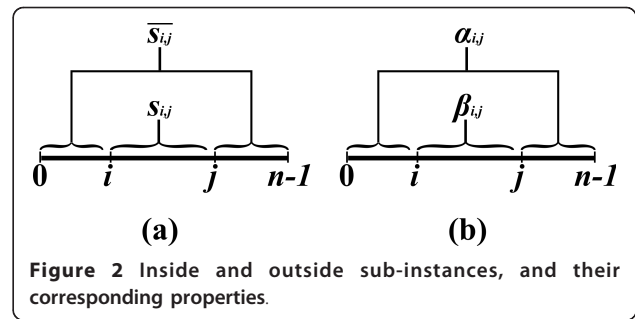 s̅i,j αi,j
si,j βi,j
0 i j n-1 0 i j n-1
(a) (b)
Figure 2 Inside and outside sub-instances, and their
corresponding properties.